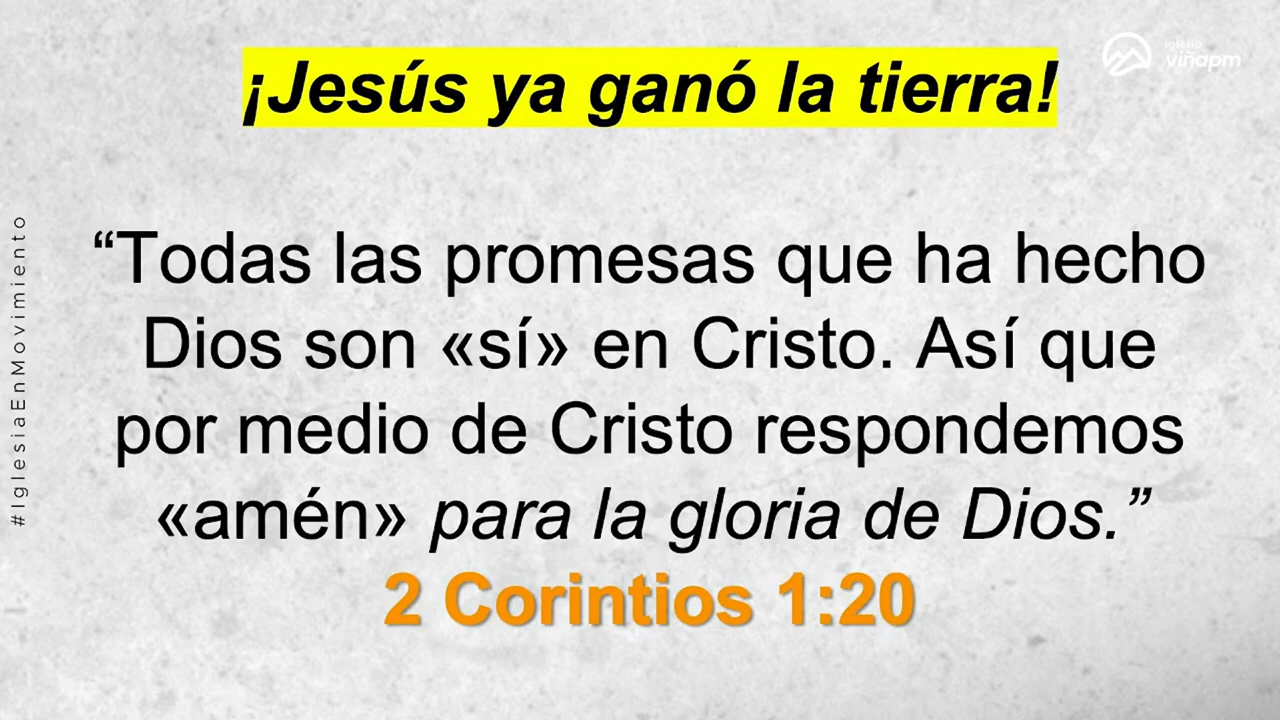 ¡Jesús ya ganó la tierra!
iglesia
viñapm
#IglesiaEnMovimiento
“Todas las promesas que ha hecho
Dios son «sí» en Cristo. Así que
por medio de Cristo respondemos
«amén» para la gloria de Dios.”
2 Corintios 1:20